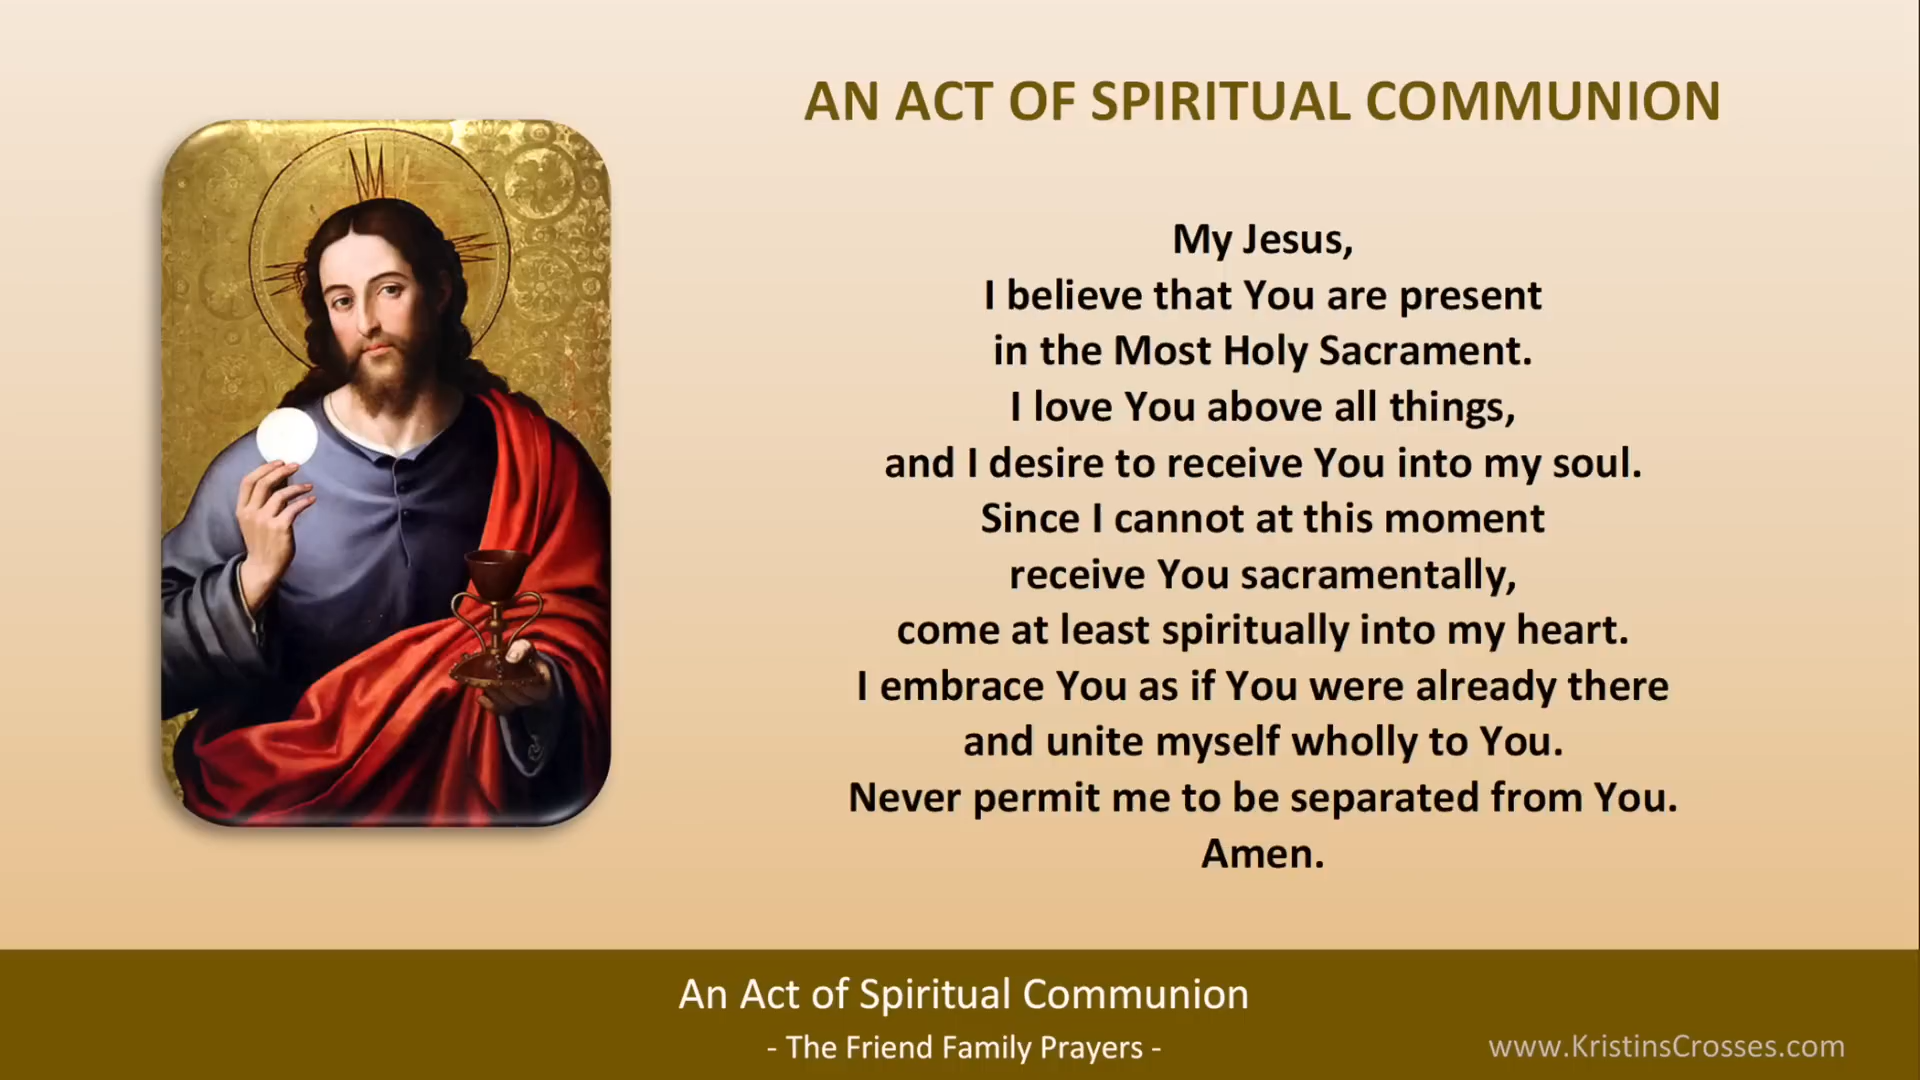 AN ACT OF SPIRITUAL COMMUNION
My Jesus,
I believe that You are present
in the Most Holy Sacrament.
I love You above all things,
and I desire to receive You into my soul.
Since I cannot at this moment
receive You sacramentally,
come at least spiritually into my heart.
I embrace You as if You were already there
and unite myself wholly to You.
Never permit me to be separated from You.
Amen.
An Act of Spiritual Communion
- The Friend Family Prayers -
www.KristinsCrosses.com